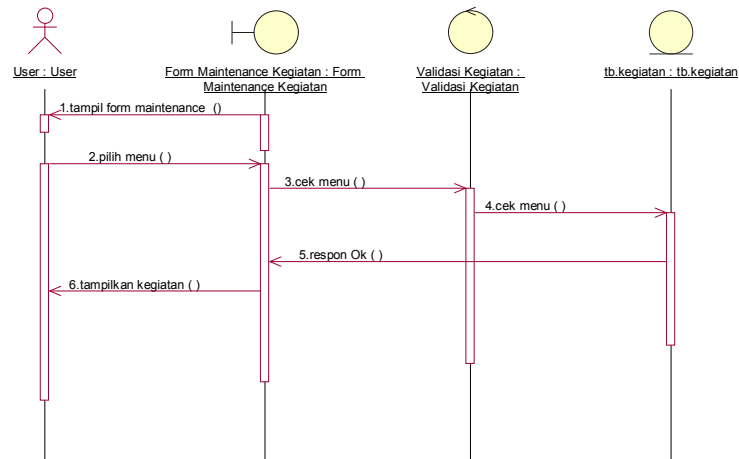 User : User
Form Maintenance Kegiatan : Form
Maintenance Kegiatan
Validasi Kegiatan :
Validasi Kegiatan
tb.kegiatan : tb.kegiatan
1.tampil form maintenance ()
2.pilih menu ( )
3.cek menu ( )
4.cek menu ( )
5.respon Ok ( )
6.tampilkan kegiatan ( )